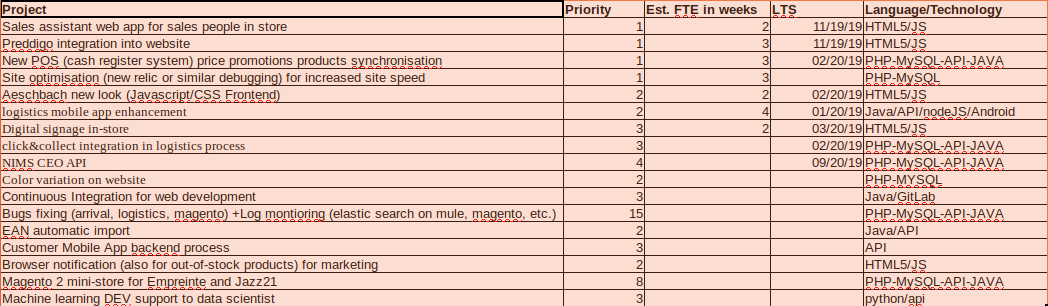 Project Priority Est. FTE in weeks LTS Language/Technology
Sales assistant web app for sales people in store 1 2 11/19/19 HTML5/JS
Preddigo integration into website 1 3 11/19/19 HTML5/JS
New POS (cash register system) price promotions products synchronisation 1 3 02/20/19 PHP-MySQL-API-JAVA
Site optimisation (new relic or similar debugging) for increased site speed 1 3 PHP-MySQL
Aeschbach new look (Javascript/CSS Frontend) 2 2 02/20/19 HTML5/JS
logistics mobile app enhancement 2 4 01/20/19 Java/API/nodeJS/Android
Digital signage in-store 3 2 03/20/19 HTML5/JS
click&collect integration in logistics process 3 02/20/19 PHP-MySQL-API-JAVA
NIMS CEO API 4 09/20/19 PHP-MySQL-API-JAVA
Color variation on website 2 PHP-MYSQL
Continuous Integration for web development 3 Java/GitLab
Bugs fixing (arrival, logistics, magento) +Log montioring (elastic search on mule, magento, etc.) 15 PHP-MySQL-API-JAVA
EAN automatic import 2 Java/API
Customer Mobile App backend process 3 API
Browser notification (also for out-of-stock products) for marketing 2 HTML5/JS
Magento 2 mini-store for Empreinte and Jazz21 8 PHP-MySQL-API-JAVA
Machine learning DEV support to data scientist 3 python/api